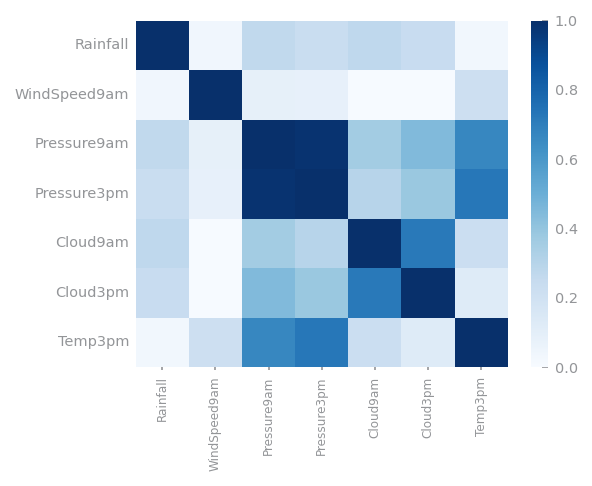 Rainfall
WindSpeed9am
Pressure9am
Pressure3pm
Cloud9am
Cloud3pm
Temp3pm
Rainfall
WindSpeed9am
Pressure9am
Pressure3pm
Cloud9am
Cloud3pm
Temp3pm
1.0
0.8
0.6
0.4
0.2
0.0